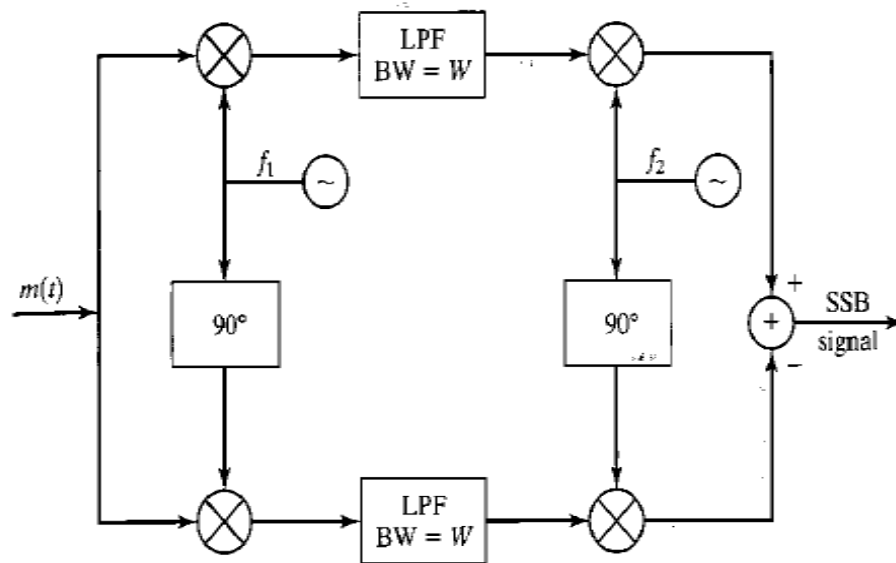 LPF
BW = W
f₁
f₂
m(t)
90°
90°
+
+
−
SSB
signal
LPF
BW = W